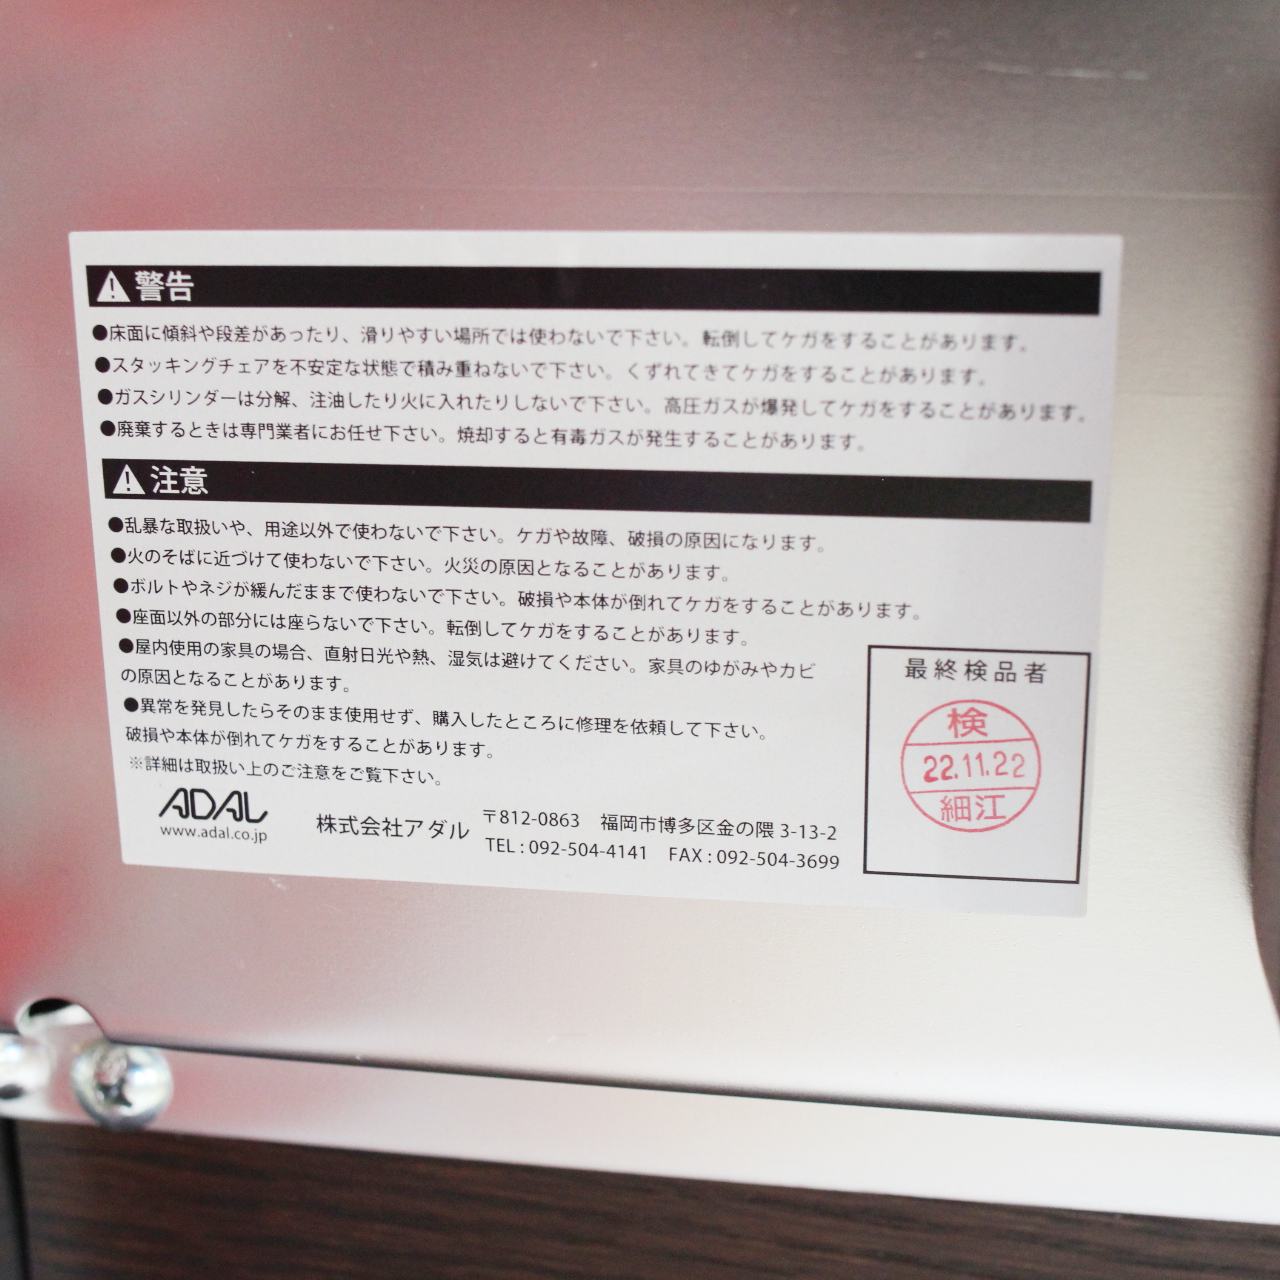 警告
●床面に傾斜や段差があったり、滑りやすい場所では使わないで下さい。転倒してケガをすることがあります。
●スタッキングチェアを不安定な状態で積み重ねないで下さい。くずれてきてケガをすることがあります。
●ガスシリンダーは分解、注油したり火に入れたりしないで下さい。高圧ガスが爆発してケガをすることがあります。
●廃棄するときは専門業者にお任せ下さい。焼却すると有毒ガスが発生することがあります。
注意
●乱暴な取扱いや、用途以外で使わないで下さい。ケガや故障、破損の原因になります。
●火のそばに近づけて使わないで下さい。火災の原因となることがあります。
●ボルトやネジが緩んだままで使わないで下さい。破損や本体が倒れてケガをすることがあります。
●座面以外の部分には座らないで下さい。転倒してケガをすることがあります。
●屋内使用の家具の場合、直射日光や熱、湿気は避けてください。家具のゆがみやカビ
の原因となることがあります。
●異常を発見したらそのまま使用せず、購入したところに修理を依頼して下さい。
破損や本体が倒れてケガをすることがあります。
※詳細は取扱い上のご注意をご覧下さい。
ADAL
www.adal.co.jp
株式会社アダル
〒812-0863 福岡市博多区金の隈 3-13-2
TEL : 092-504-4141 FAX : 092-504-3699
最終検品者
検
22.11.22
細江